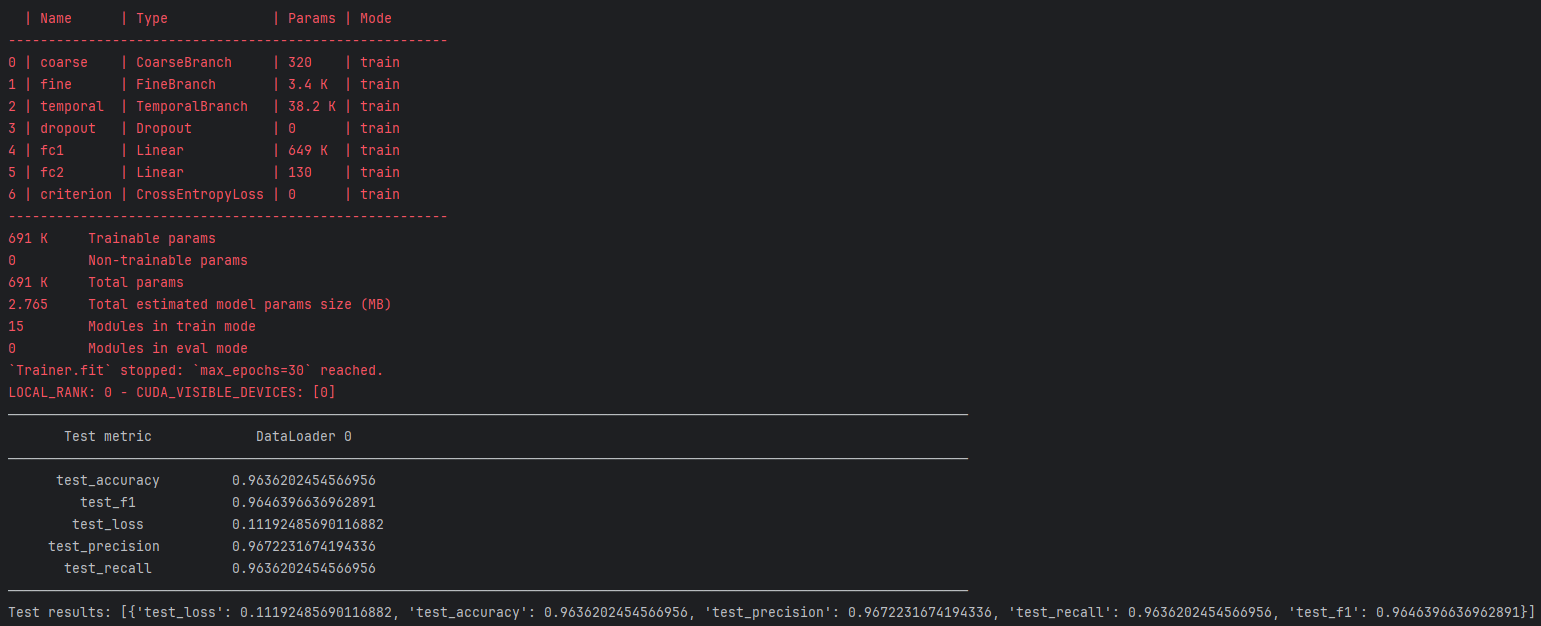 | Name      | Type             | Params | Mode
-------------------------------------------------------
0 | coarse    | CoarseBranch     | 320    | train
1 | fine      | FineBranch       | 3.4 K  | train
2 | temporal  | TemporalBranch   | 38.2 K | train
3 | dropout   | Dropout          | 0      | train
4 | fc1       | Linear           | 649 K  | train
5 | fc2       | Linear           | 130    | train
6 | criterion | CrossEntropyLoss | 0      | train
-------------------------------------------------------
691 K     Trainable params
0         Non-trainable params
691 K     Total params
2.765     Total estimated model params size (MB)
15        Modules in train mode
0         Modules in eval mode
`Trainer.fit` stopped: `max_epochs=30` reached.
LOCAL_RANK: 0 - CUDA_VISIBLE_DEVICES: [0]
Test metric             DataLoader 0
test_accuracy         0.9636202454566956
test_f1            0.9646396636962891
test_loss           0.11192485690116882
test_precision         0.9672231674194336
test_recall          0.9636202454566956
Test results: [{'test_loss': 0.11192485690116882, 'test_accuracy': 0.9636202454566956, 'test_precision': 0.9672231674194336, 'test_recall': 0.9636202454566956, 'test_f1': 0.9646396636962891}]